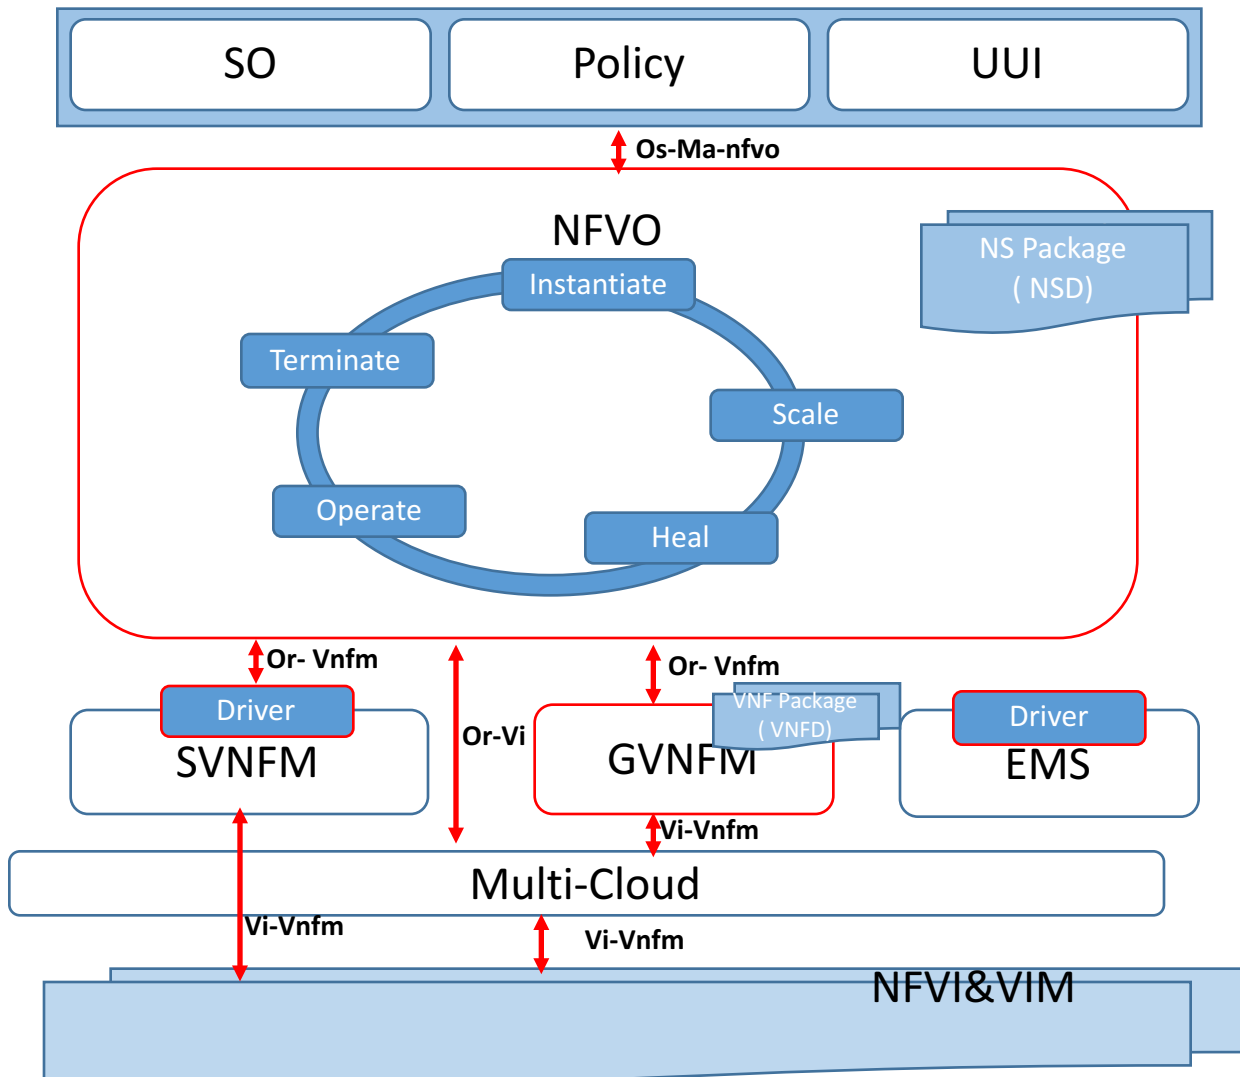 SO
Policy
UUI
Os-Ma-nfvo
NFVO
NS Package
( NSD)
Instantiate
Terminate
Scale
Operate
Heal
Or- Vnfm
Or- Vnfm
Driver
VNF Package
( VNFD)
Driver
SVNFM
Or-Vi
GVNFM
EMS
Vi-Vnfm
Multi-Cloud
Vi-Vnfm
Vi-Vnfm
NFVI&VIM